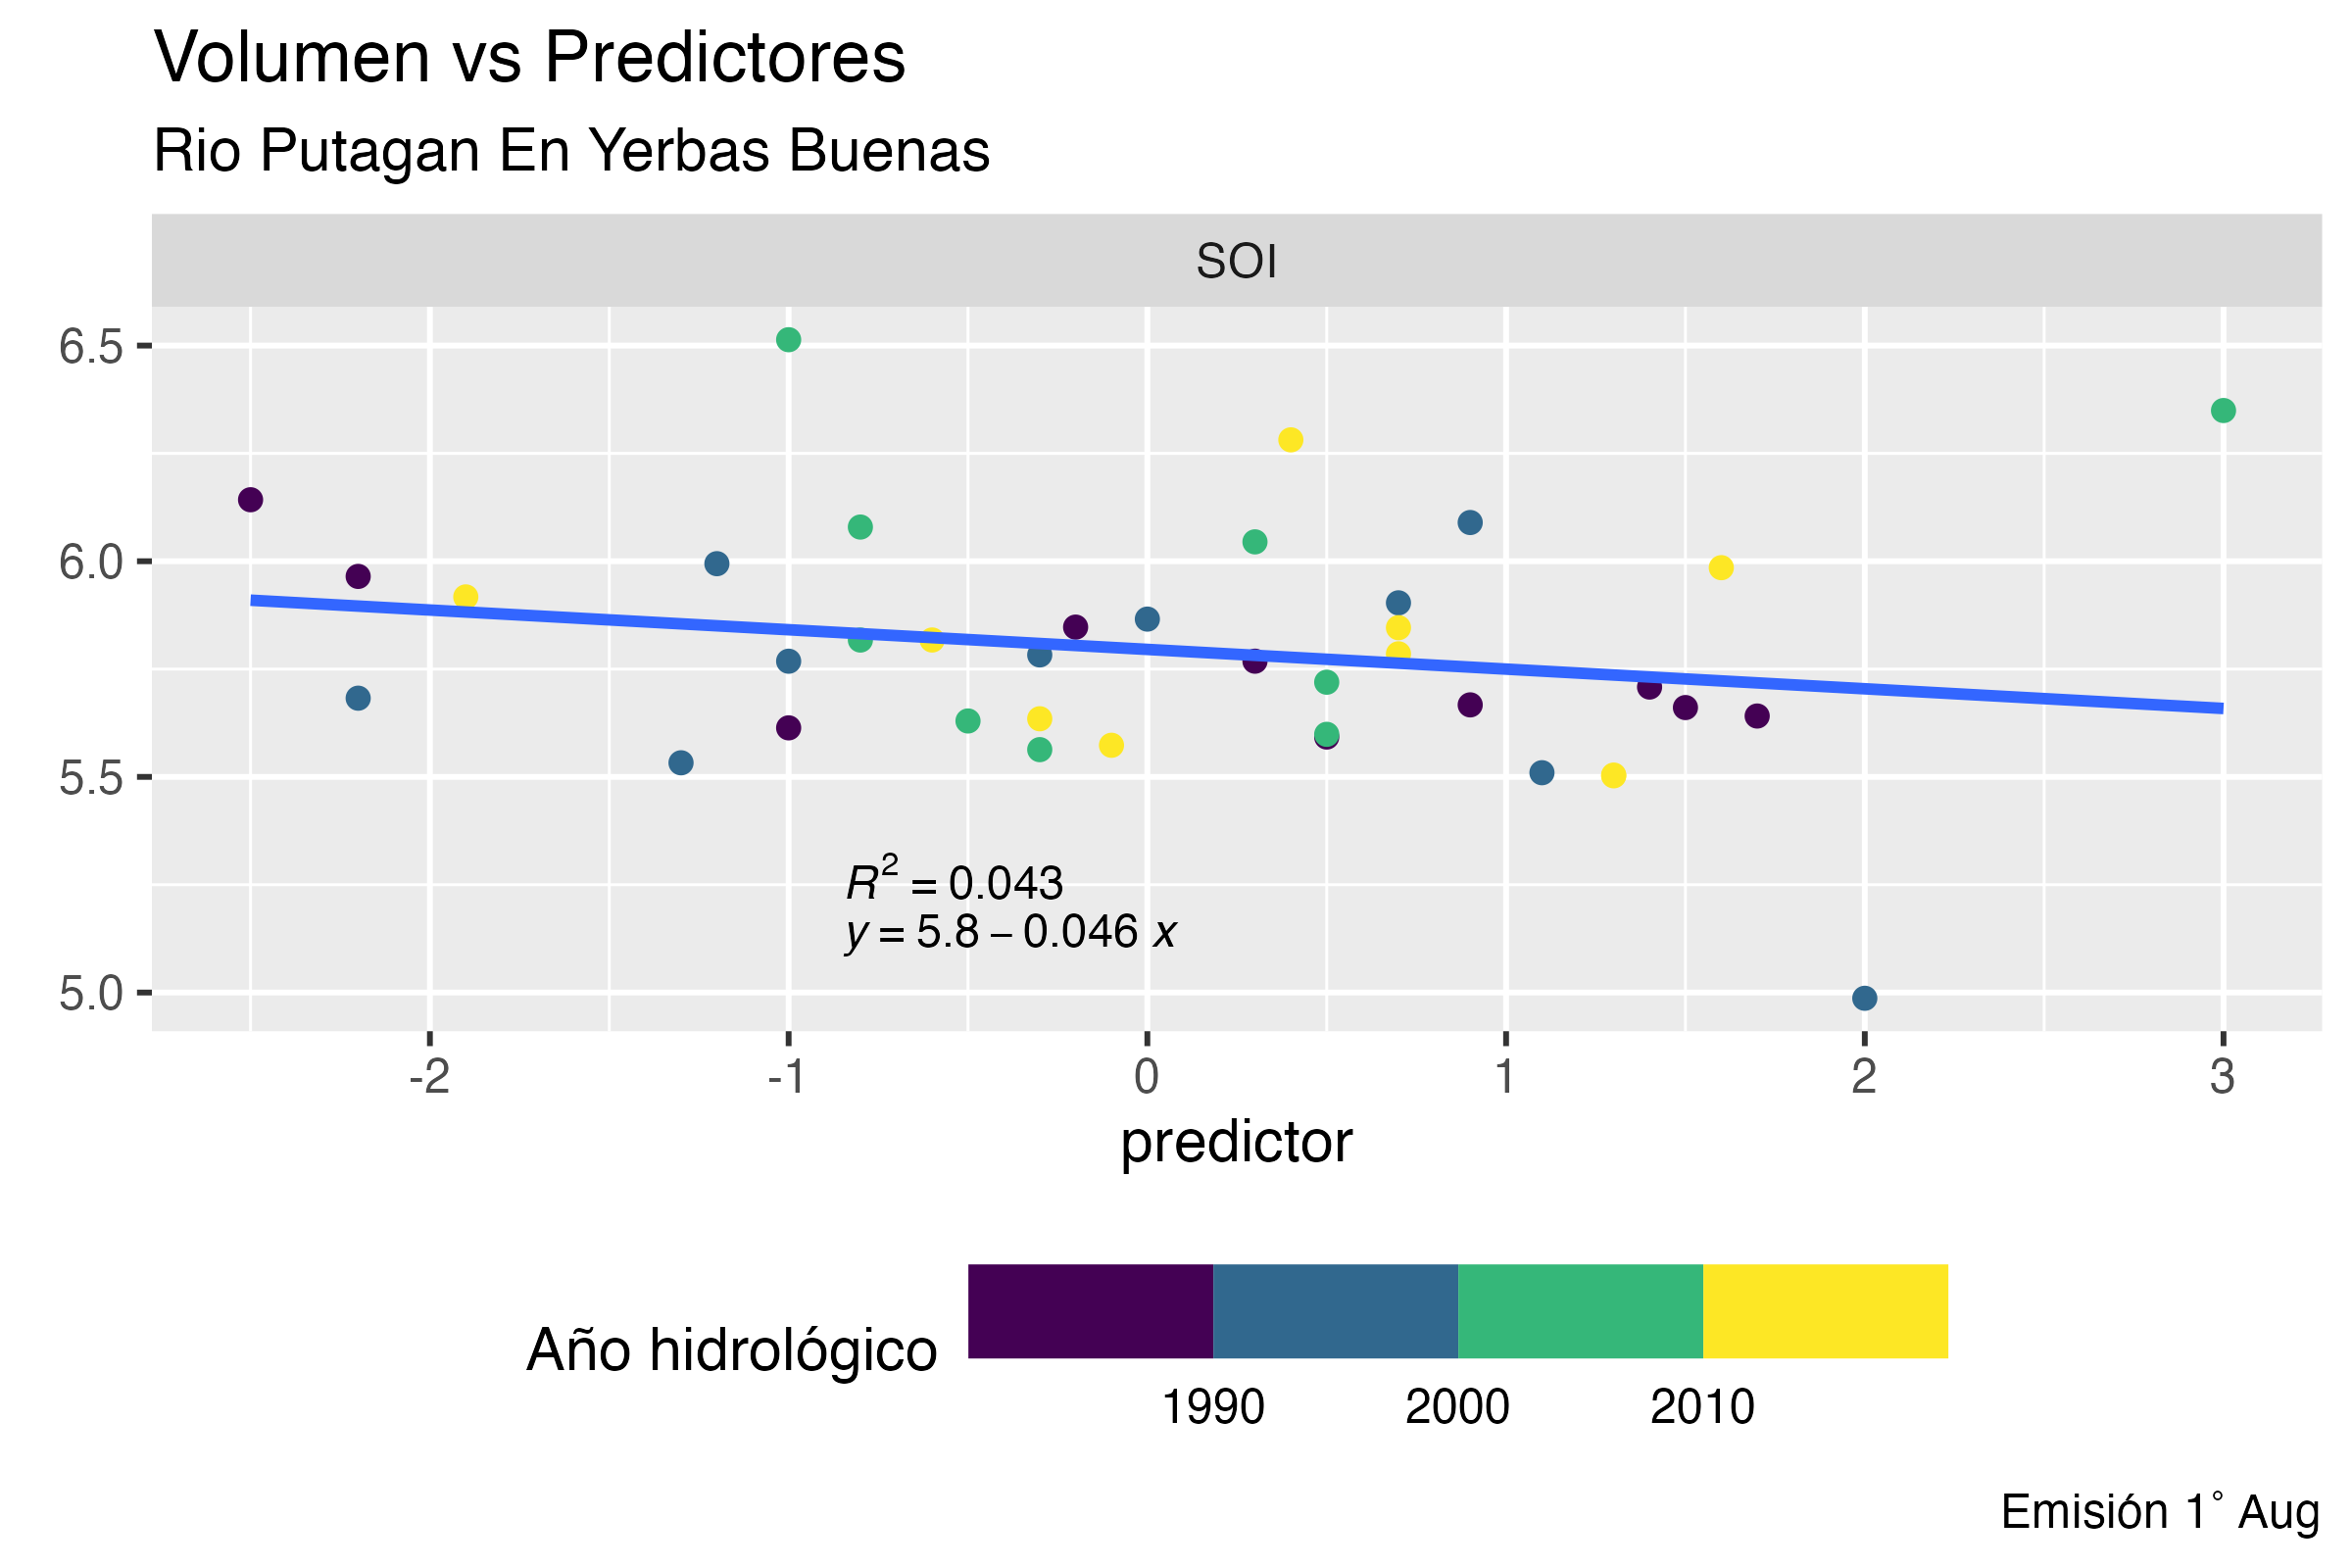 Volumen vs Predictores
Rio Putagan En Yerbas Buenas
SOI
6.5
6.0
5.5
5.0
R² = 0.043
y = 5.8 − 0.046 x
-2 -1 0 1 2 3
predictor
Año hidrológico
1990 2000 2010
Emisión 1° Aug